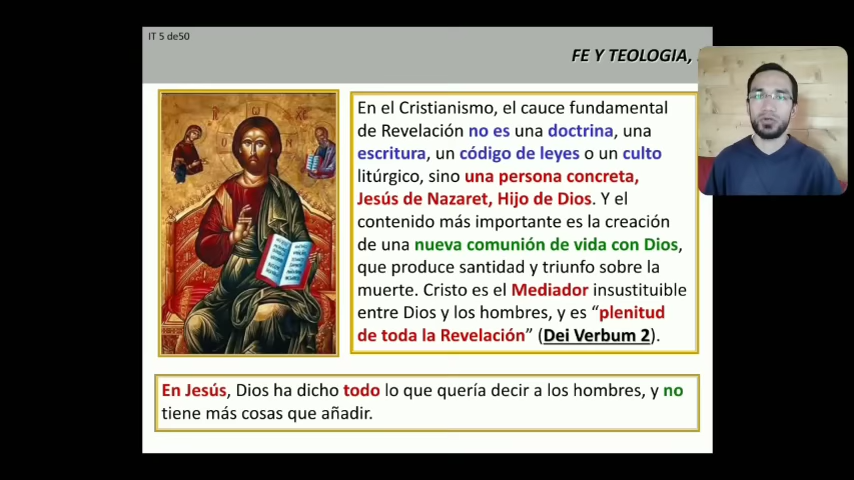 IT 5 de50
FE Y TEOLOGIA,
En el Cristianismo, el cauce fundamental
de Revelación no es una doctrina, una
escritura, un código de leyes o un culto
litúrgico, sino una persona concreta,
Jesús de Nazaret, Hijo de Dios. Y el
contenido más importante es la creación
de una nueva comunión de vida con Dios,
que produce santidad y triunfo sobre la
muerte. Cristo es el Mediador insustituible
entre Dios y los hombres, y es “plenitud
de toda la Revelación” (Dei Verbum 2).
En Jesús, Dios ha dicho todo lo que quería decir a los hombres, y no
tiene más cosas que añadir.